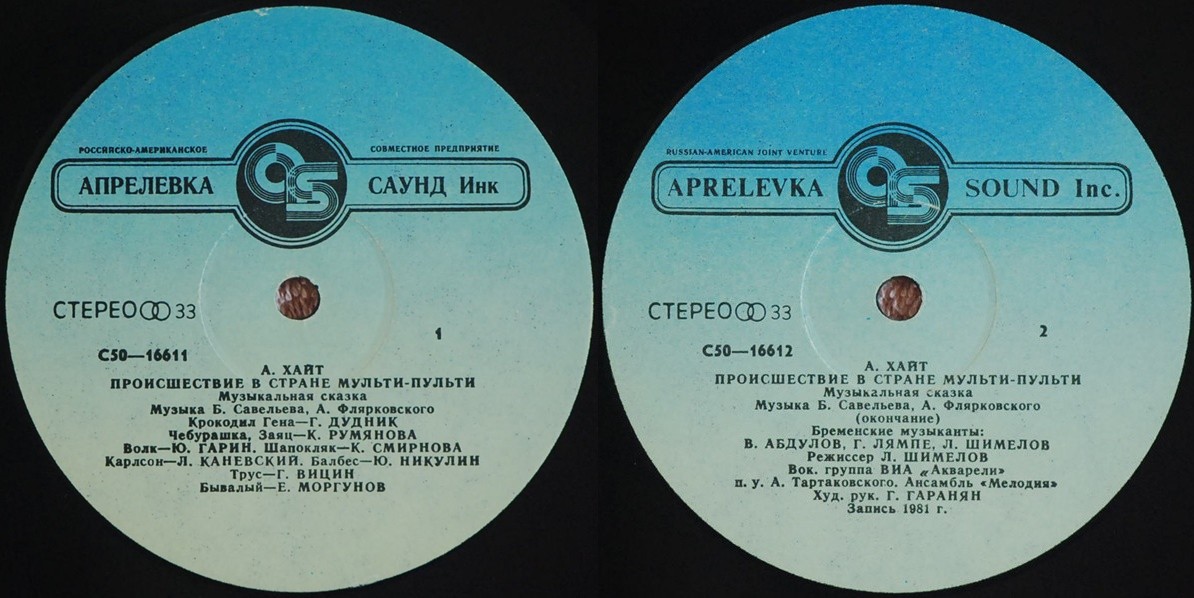 РОССИЙСКО-АМЕРИКАНСКОЕ СОВМЕСТНОЕ ПРЕДПРИЯТИЕ
АПРЕЛЕВКА САУНД Инк
СТЕРЕО 33
1
С50—16611
А. ХАЙТ
ПРОИСШЕСТВИЕ В СТРАНЕ МУЛЬТИ-ПУЛЬТИ
Музыкальная сказка
Музыка Б. Савельева, А. Флярковского
Крокодил Гена—Г. ДУДНИК
Чебурашка, Заяц—К. РУМЯНОВА
Волк—Ю. ГАРИН. Шапокляк—К. СМИРНОВА
Карлсон—Л. КАНЕВСКИЙ. Балбес—Ю. НИКУЛИН
Трус—Г. ВИЦИН
Бывалый—Е. МОРГУНОВ
RUSSIAN-AMERICAN JOINT VENTURE
APRELEVKA SOUND Inc.
СТЕРЕО 33
2
С50—16612
А. ХАЙТ
ПРОИСШЕСТВИЕ В СТРАНЕ МУЛЬТИ-ПУЛЬТИ
Музыкальная сказка
Музыка Б. Савельева, А. Флярковского
(окончание)
Бременские музыканты:
В. АБДУЛОВ, Г. ЛЯМПЕ, Л. ШИМЕЛОВ
Режиссер Л. ШИМЕЛОВ
Вок. группа ВИА «Акварели»
п. у. А. Тартаковского. Ансамбль «Мелодия»
Худ. рук. Г. ГАРАНЯН
Запись 1981 г.